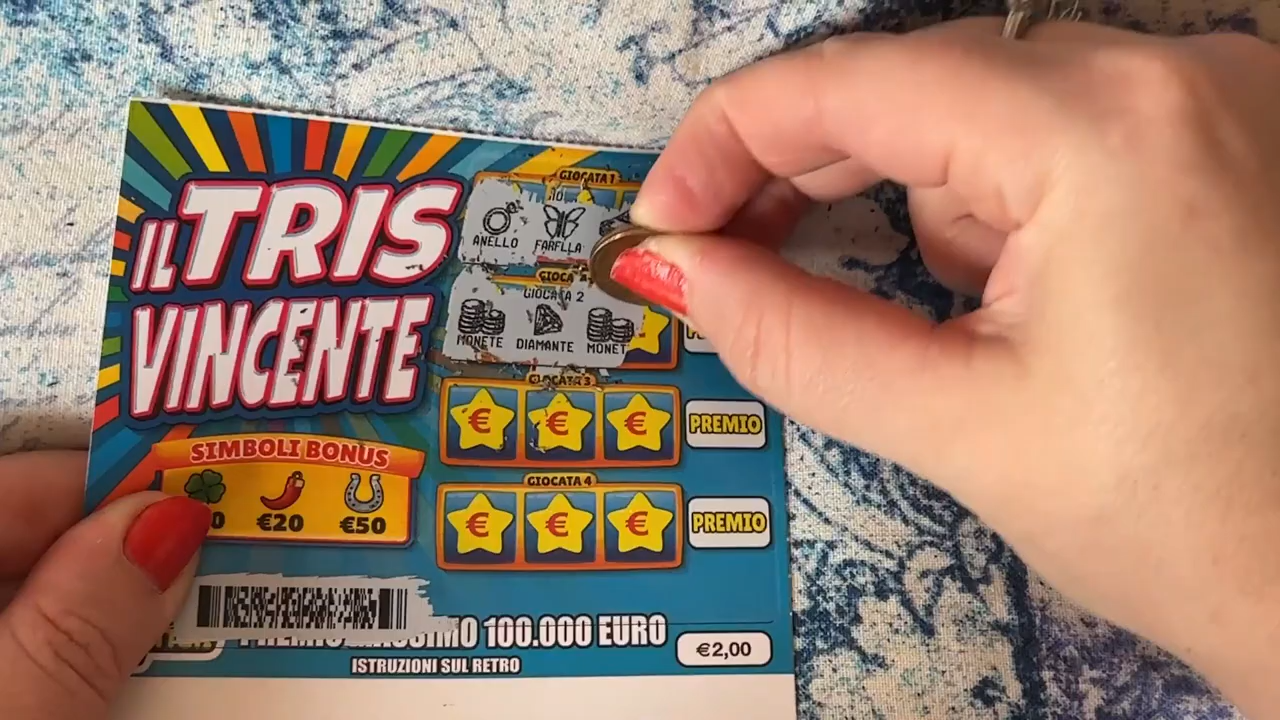 IL TRIS
VINCENTE
GIOCATA 1
ANELLO FARFLLA
GIOCATA 2
MONETE DIAMANTE MONET
GIOCATA 3
€ € € PREMIO
GIOCATA 4
€ € € PREMIO
SIMBOLI BONUS
€20 €50
100.000 EURO
ISTRUZIONI SUL RETRO
€2,00